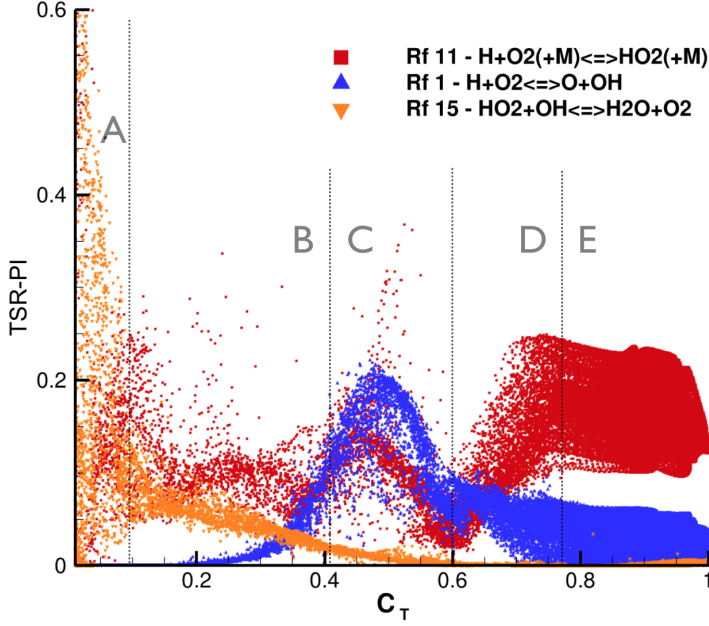 0.6
Rf 11 - H+O2(+M)<=>HO2(+M)
Rf 1 - H+O2<=>O+OH
Rf 15 - HO2+OH<=>H2O+O2
A
0.4
B C D E
TSR-PI
0.2
0
0.2 0.4 0.6 0.8 1
C_T